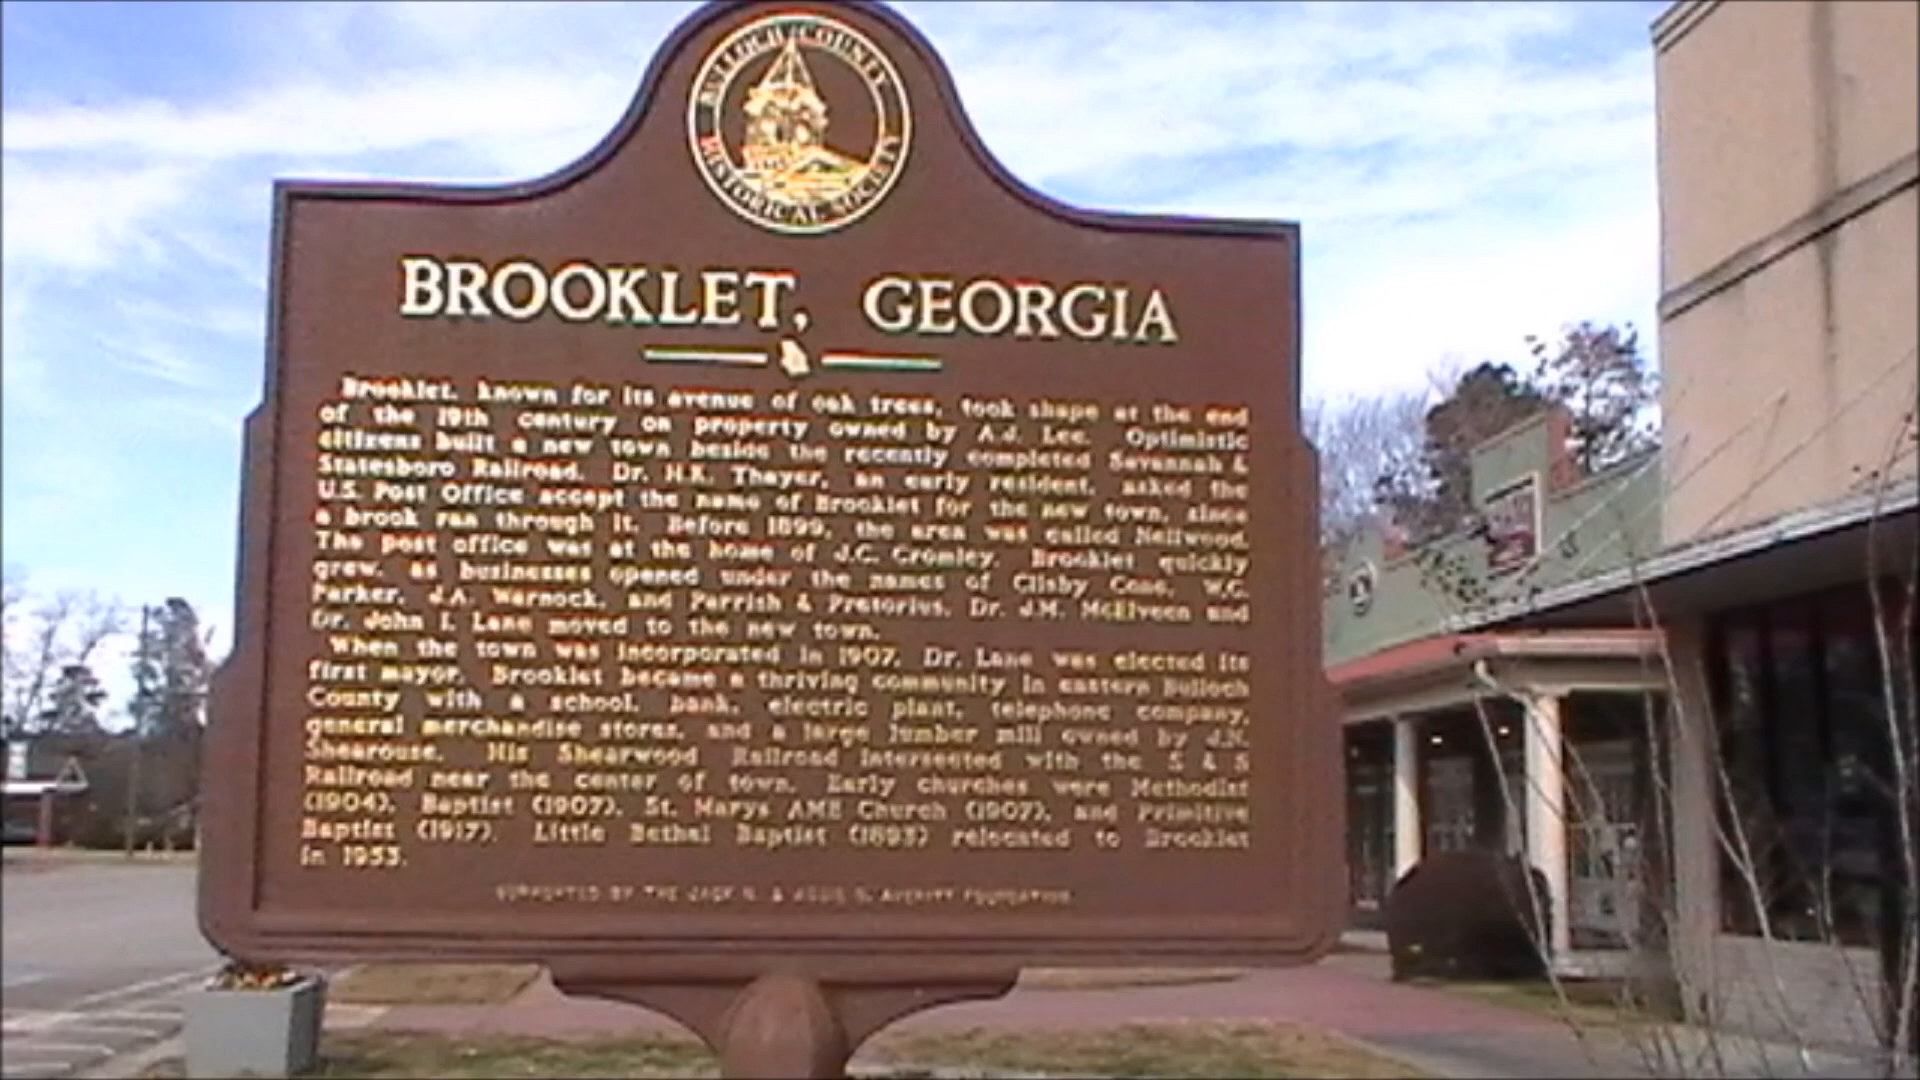 BULLOCH COUNTY
HISTORICAL SOCIETY
BROOKLET, GEORGIA
Brooklet, known for its avenue of oak trees, took shape at the end
of the 19th century on property owned by A.J. Lee. Optimistic
citizens built a new town beside the recently completed Savannah &
Statesboro Railroad. Dr. H.K. Thayer, an early resident, asked the
U.S. Post Office accept the name of Brooklet for the new town, since
a brook ran through it. Before 1899, the area was called Nellwood.
The post office was at the home of J.C. Cromley. Brooklet quickly
grew, as businesses opened under the names of Clisby Cone, W.C.
Parker, J.A. Warnock, and Parrish & Pretorius. Dr. J.M. McElveen and
Dr. John I. Lane moved to the new town.
When the town was incorporated in 1907, Dr. Lane was elected its
first mayor. Brooklet became a thriving community in eastern Bulloch
County with a school, bank, electric plant, telephone company,
general merchandise stores, and a large lumber mill owned by J.N.
Shearouse. His Shearwood Railroad intersected with the S & S
Railroad near the center of town. Early churches were Methodist
(1904), Baptist (1907), St. Marys AME Church (1907), and Primitive
Baptist (1917). Little Bethel Baptist (1893) relocated to Brooklet
in 1953.
SUPPORTED BY THE JACK N. & ADDIE D. AVERITT FOUNDATION